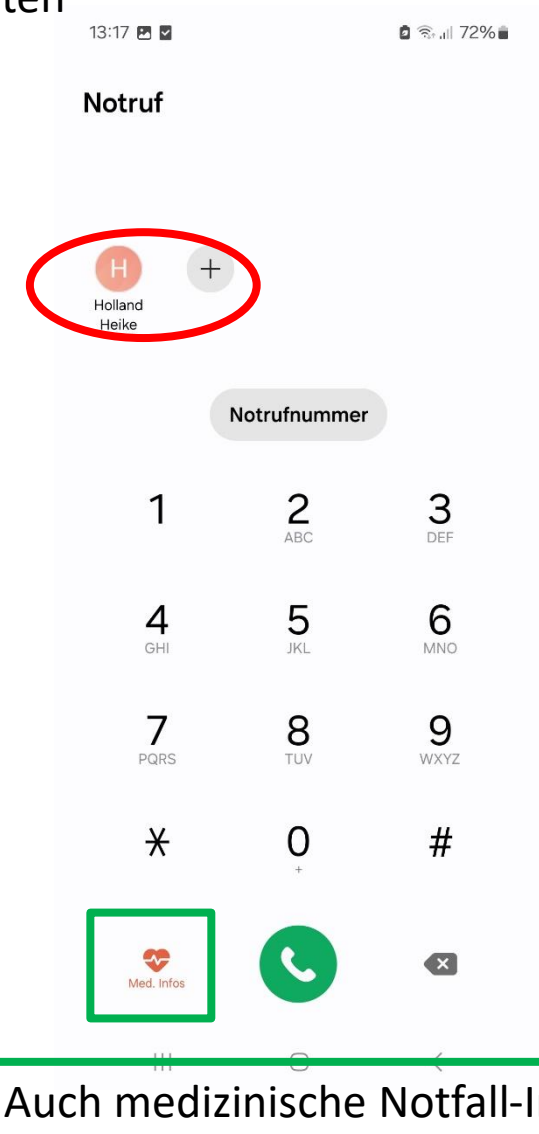 13:17 72%
Notruf
H +
Holland
Heike
Notrufnummer
1 2 3
ABC DEF
4 5 6
GHI JKL MNO
7 8 9
PQRS TUV WXYZ
* 0 #
+
Med. Infos
Auch medizinische Notfall-I